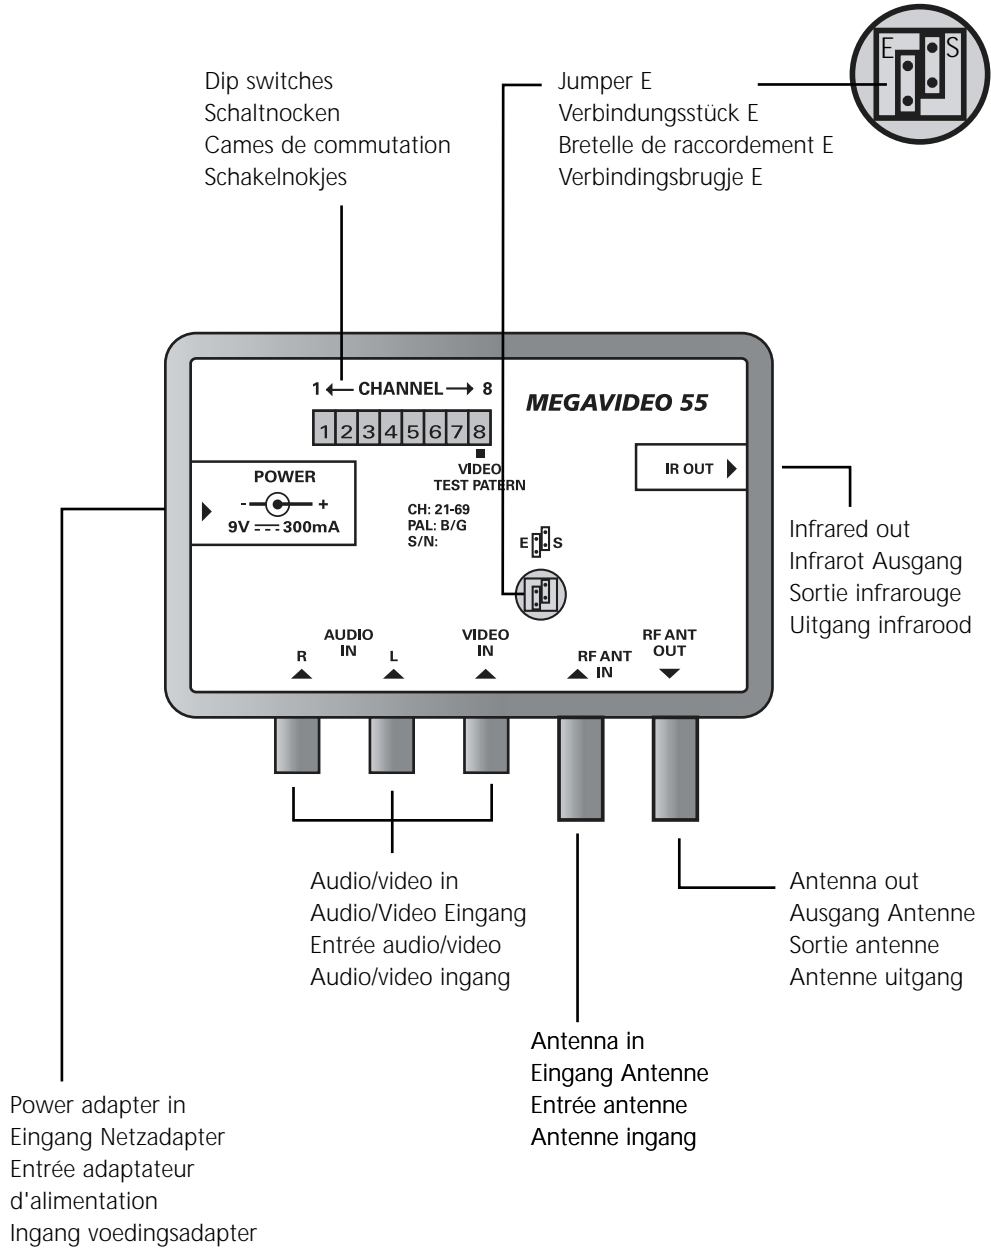 E S
Dip switches
Schaltnocken
Cames de commutation
Schakelnokjes
Jumper E
Verbindungsstück E
Bretelle de raccordement E
Verbindingsbrugje E
1 ← CHANNEL → 8
1 2 3 4 5 6 7 8
MEGAVIDEO 55
VIDEO
TEST PATERN
IR OUT
POWER
- +
9V 300mA
CH: 21-69
PAL: B/G
S/N:
E S
AUDIO
IN
R
L
VIDEO
IN
RF ANT
IN
RF ANT
OUT
Infrared out
Infrarot Ausgang
Sortie infrarouge
Uitgang infrarood
Audio/video in
Audio/Video Eingang
Entrée audio/video
Audio/video ingang
Antenna out
Ausgang Antenne
Sortie antenne
Antenne uitgang
Antenna in
Eingang Antenne
Entrée antenne
Antenne ingang
Power adapter in
Eingang Netzadapter
Entrée adaptateur
d'alimentation
Ingang voedingsadapter